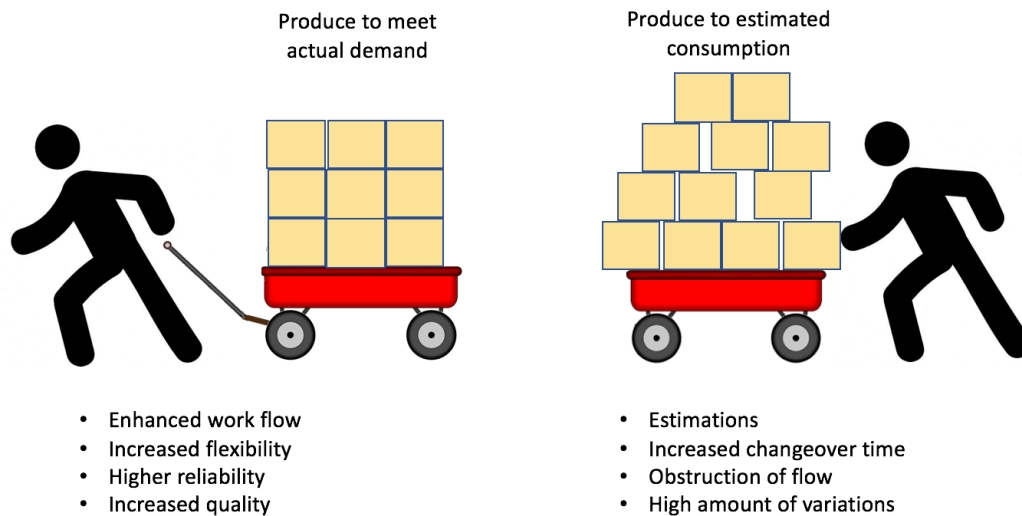 Produce to meet
actual demand
Produce to estimated
consumption
• Enhanced work flow
• Increased flexibility
• Higher reliability
• Increased quality
• Estimations
• Increased changeover time
• Obstruction of flow
• High amount of variations